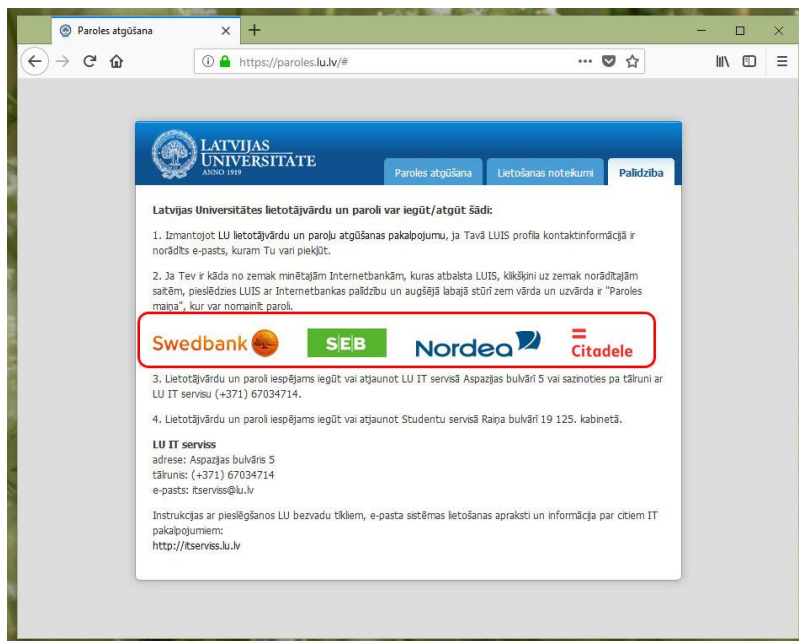 Paroles atgūšana
https://paroles.lu.lv/#
LATVIJAS
UNIVERSITĀTE
ANNO 1919
Paroles atgūšana
Lietošanas noteikumi
Palīdzība
Latvijas Universitātes lietotājvārdu un paroli var iegūt/atgūt šādi:
1. Izmantojot LU lietotājvārdu un paroļu atgūšanas pakalpojumu, ja Tavā LUIS profila kontaktinformācijā ir
norādīts e-pasts, kuram Tu vari piekļūt.
2. Ja Tev ir kāda no zemak minētajām Internetbankām, kuras atbalsta LUIS, klikšķini uz zemak norādītajām
saitēm, pieslēdzies LUIS ar Internetbankas palīdzību un augšējā labajā stūrī zem vārda un uzvārda ir "Paroles
maiņa", kur var nomainīt paroli.
Swedbank
SEB
Nordea
Citadele
3. Lietotājvārdu un paroli iespējams iegūt vai atjaunot LU IT servisā Aspazijas bulvārī 5 vai sazinoties pa tālruni ar
LU IT servisu (+371) 67034714.
4. Lietotājvārdu un paroli iespējams iegūt vai atjaunot Studentu servisā Raiņa bulvārī 19 125. kabinetā.
LU IT serviss
adrese: Aspazijas bulvāris 5
tālrunis: (+371) 67034714
e-pasts: itserviss@lu.lv
Instrukcijas ar pieslēgšanos LU bezvadu tīkliem, e-pasta sistēmas lietošanas apraksti un informācija par citiem IT
pakalpojumiem:
http://itserviss.lu.lv